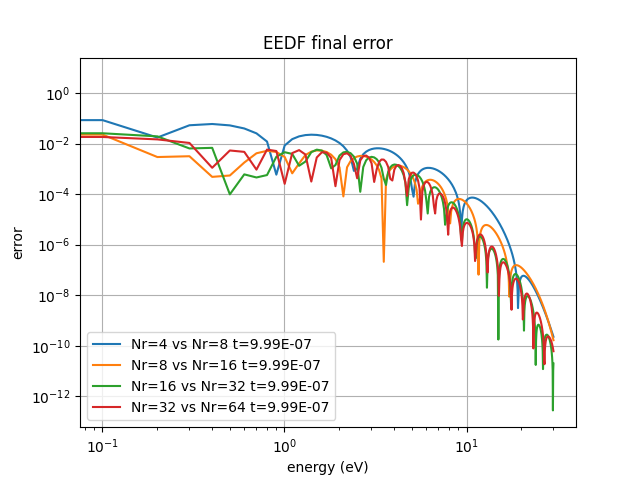 EEDF final error
error
10⁰
10⁻²
10⁻⁴
10⁻⁶
10⁻⁸
10⁻¹⁰
10⁻¹²
Nr=4 vs Nr=8 t=9.99E-07
Nr=8 vs Nr=16 t=9.99E-07
Nr=16 vs Nr=32 t=9.99E-07
Nr=32 vs Nr=64 t=9.99E-07
10⁻¹ 10⁰ 10¹
energy (eV)